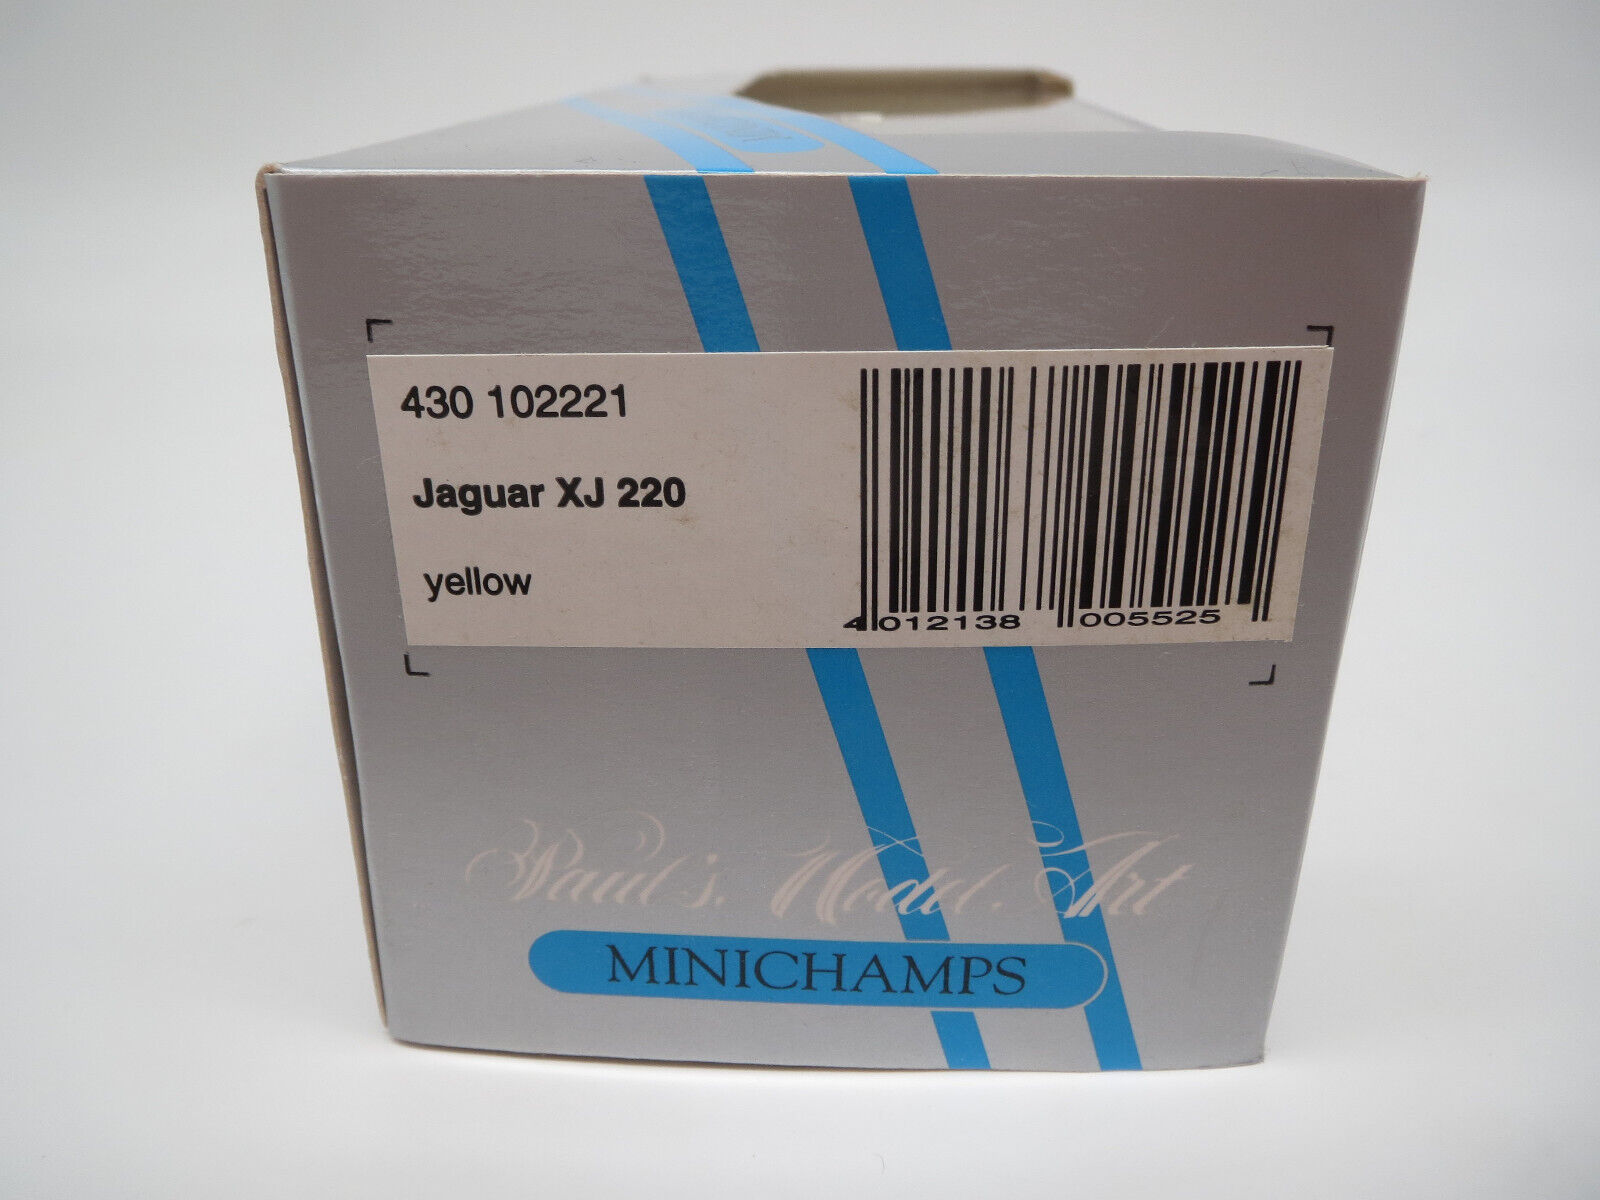 430 102221
Jaguar XJ 220
yellow
4 012138 005525
Paul's Model Art
MINICHAMPS